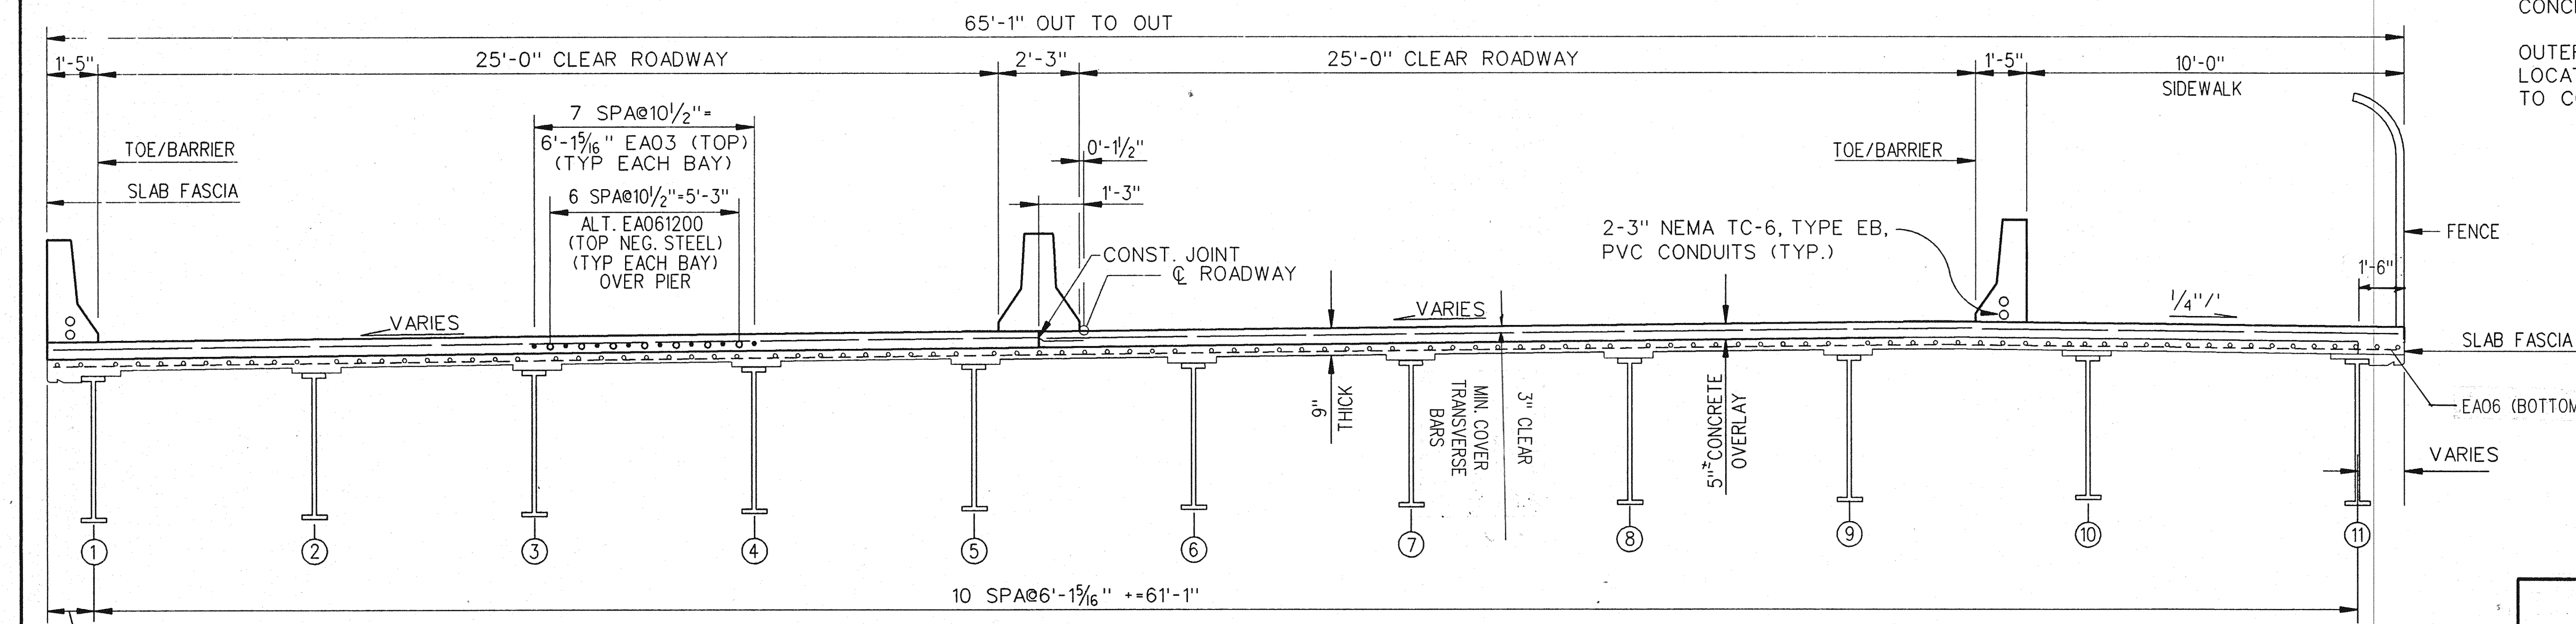 CONC
65'-1" OUT TO OUT
1'-5"
25'-0" CLEAR ROADWAY
2'-3"
25'-0" CLEAR ROADWAY
1'-5"
10'-0"
SIDEWALK
OUTER
LOCAT
TO CO
7 SPA@10½"=
6'-1⁵⁄₁₆" EA03 (TOP)
(TYP EACH BAY)
6 SPA@10½"=5'-3"
ALT. EA061200
(TOP NEG. STEEL)
(TYP EACH BAY)
OVER PIER
TOE/BARRIER
SLAB FASCIA
0'-1½"
1'-3"
CONST. JOINT
℄ ROADWAY
TOE/BARRIER
2-3" NEMA TC-6, TYPE EB,
PVC CONDUITS (TYP.)
FENCE
1'-6"
VARIES
VARIES
¼"/'
SLAB FASCIA
EA06 (BOTTOM
VARIES
9"
THICK
3" CLEAR
MIN. COVER
TRANSVERSE
BARS
5"± CONCRETE
OVERLAY
1
2
3
4
5
6
7
8
9
10
11
10 SPA@6'-1⁵⁄₁₆" +=61'-1"